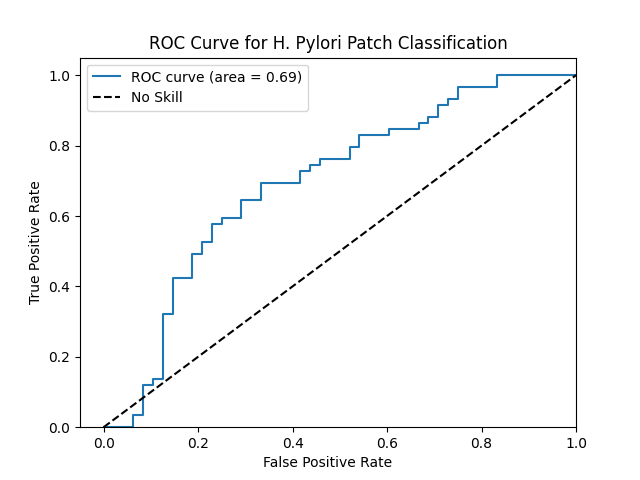 ROC Curve for H. Pylori Patch Classification
ROC curve (area = 0.69)
No Skill
True Positive Rate
1.0
0.8
0.6
0.4
0.2
0.0
0.0 0.2 0.4 0.6 0.8 1.0
False Positive Rate